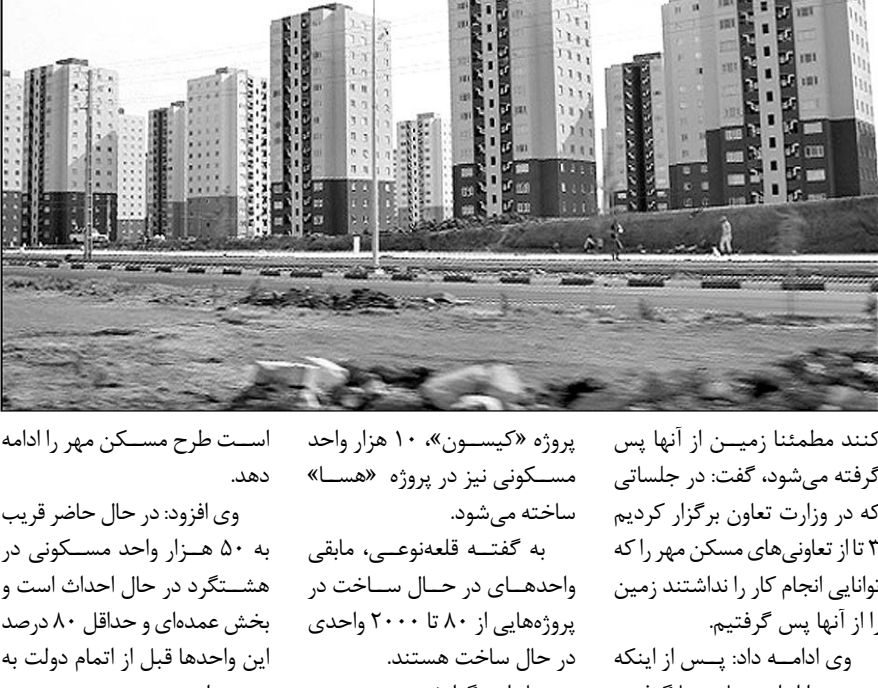 کنند مطمئنا زمین از آنها پس
گرفته می‌شود، گفت: در جلساتی
که در وزارت تعاون برگزار کردیم
۳ تا از تعاونی‌های مسکن مهر را که
توانایی انجام کار را نداشتند زمین
را از آنها پس گرفتیم.
وی ادامه داد: پس از اینکه
پروژه «کیسون»، ۱۰ هزار واحد
مسکونی نیز در پروژه «هسا»
ساخته می‌شود.
به گفته قلعه‌نوعی، مابقی
واحدهای در حال ساخت در
پروژه‌هایی از ۸۰ تا ۲۰۰۰ واحدی
در حال ساخت هستند.
است طرح مسکن مهر را ادامه
دهد.
وی افزود: در حال حاضر قریب
به ۵۰ هزار واحد مسکونی در
هشتگرد در حال احداث است و
بخش عمده‌ای و حداقل ۸۰ درصد
این واحدها قبل از اتمام دولت به